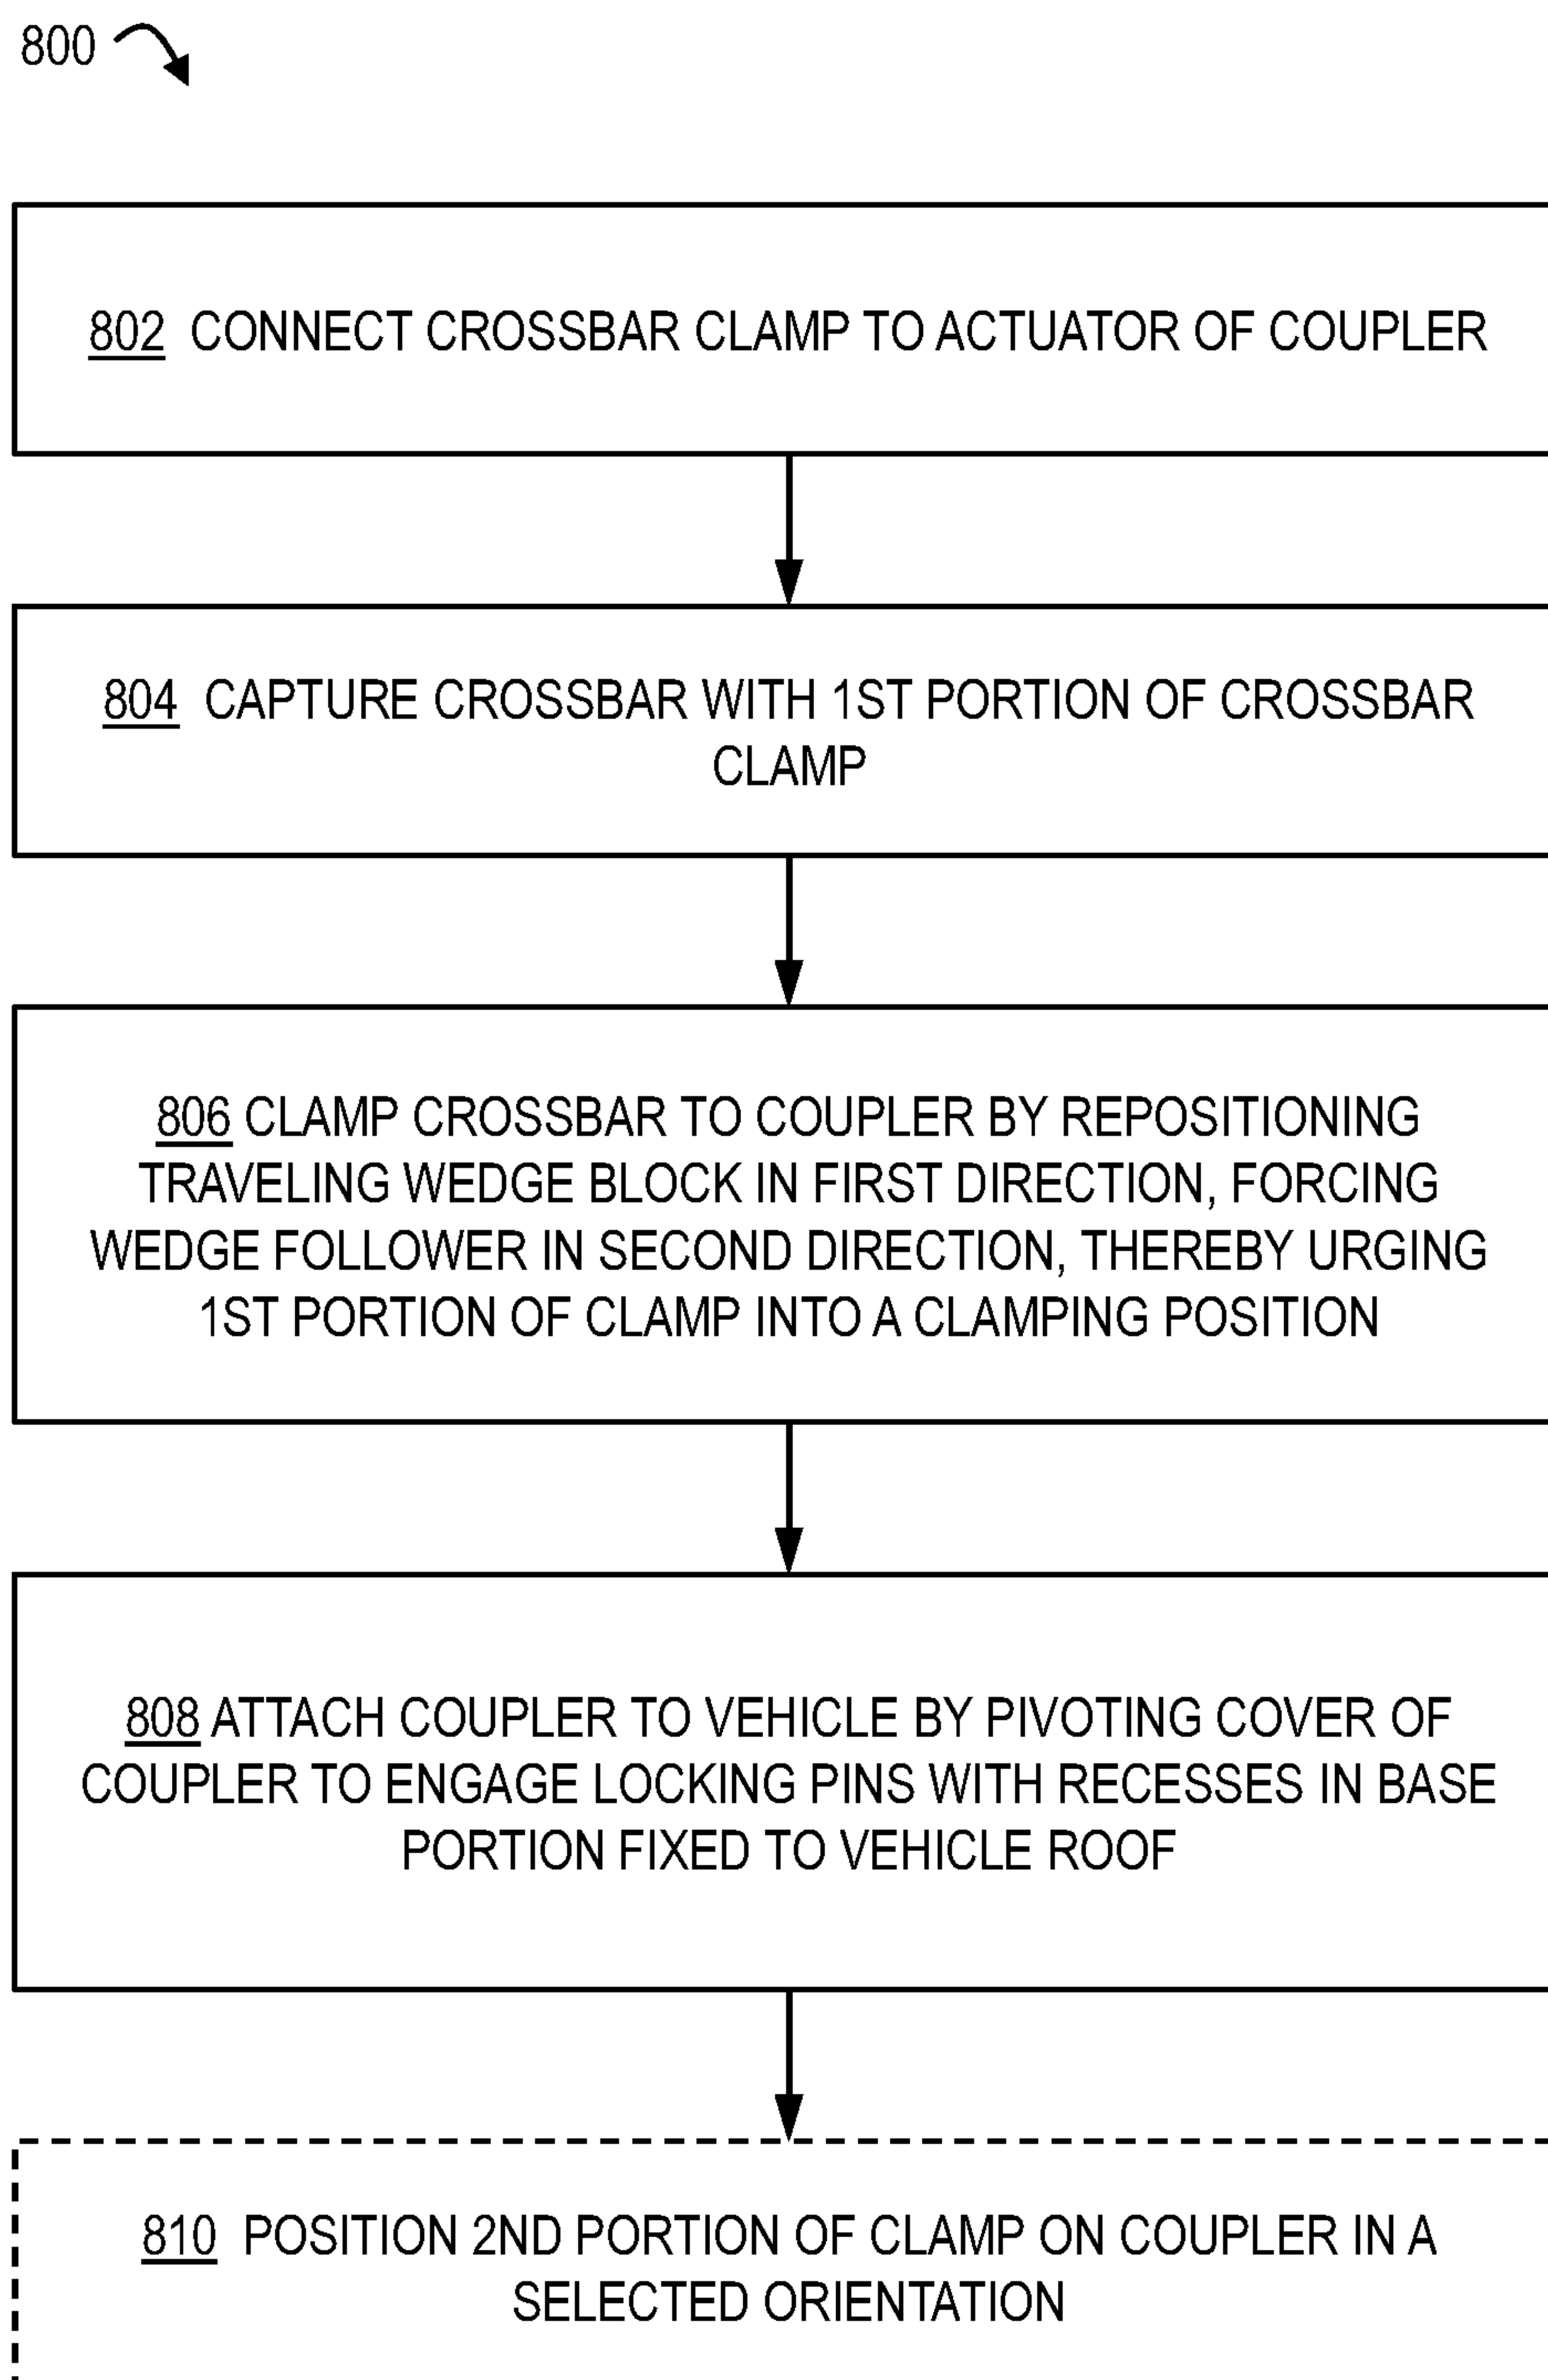 800
802 CONNECT CROSSBAR CLAMP TO ACTUATOR OF COUPLER
804 CAPTURE CROSSBAR WITH 1ST PORTION OF CROSSBAR
CLAMP
806 CLAMP CROSSBAR TO COUPLER BY REPOSITIONING
TRAVELING WEDGE BLOCK IN FIRST DIRECTION, FORCING
WEDGE FOLLOWER IN SECOND DIRECTION, THEREBY URGING
1ST PORTION OF CLAMP INTO A CLAMPING POSITION
808 ATTACH COUPLER TO VEHICLE BY PIVOTING COVER OF
COUPLER TO ENGAGE LOCKING PINS WITH RECESSES IN BASE
PORTION FIXED TO VEHICLE ROOF
810 POSITION 2ND PORTION OF CLAMP ON COUPLER IN A
SELECTED ORIENTATION